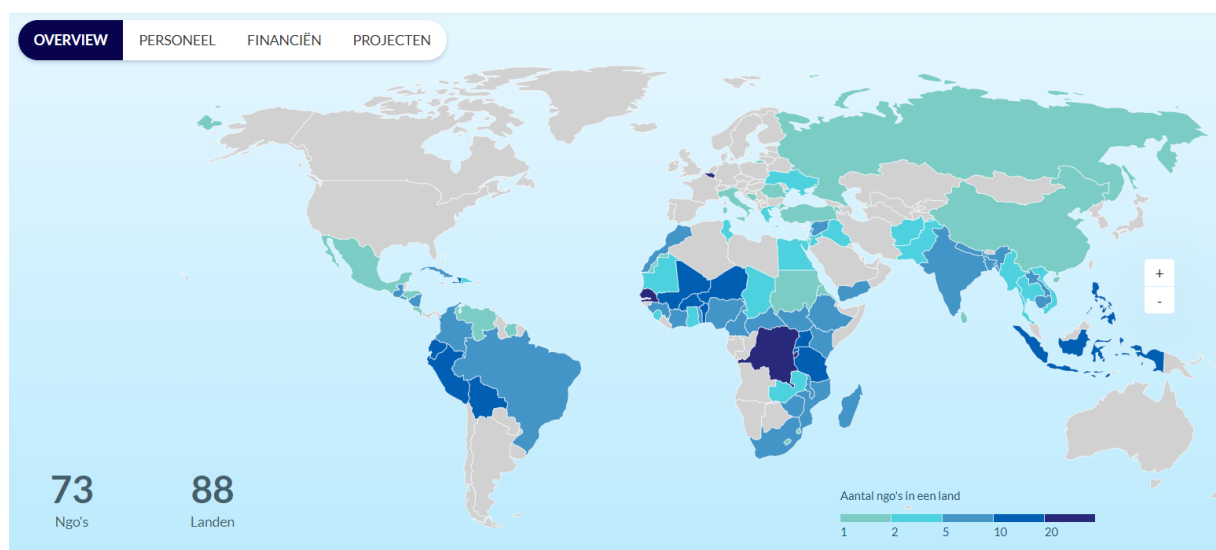 OVERVIEW PERSONEEL FINANCIËN PROJECTEN
+
-
73 88
Ngo's Landen
Aantal ngo's in een land
1 2 5 10 20